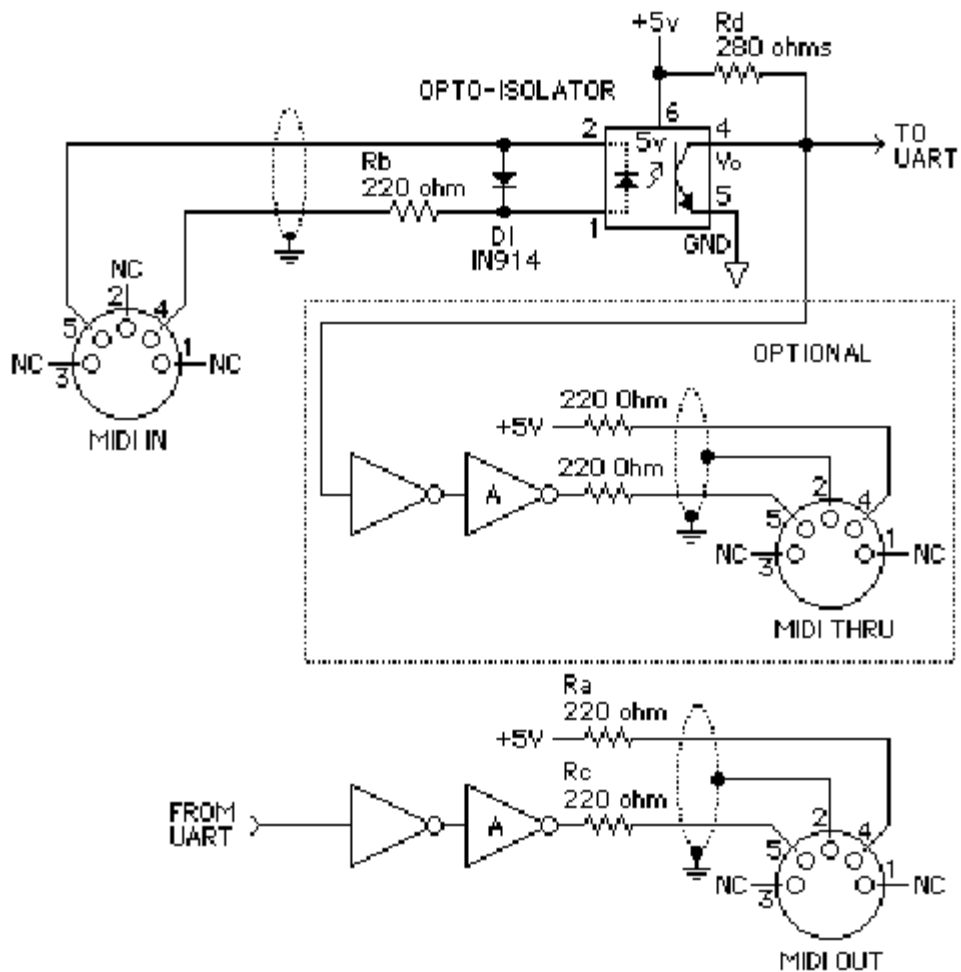 +5v
Rd
280 ohms
OPTO-ISOLATOR
6
2
5v
4
Vo
TO
UART
Rb
220 ohm
1
5
GND
D1
IN914
NC
2
5
4
NC
3
1
NC
MIDI IN
OPTIONAL
220 Ohm
+5V
220 Ohm
A
2
5
4
NC
3
1
NC
MIDI THRU
Ra
220 ohm
+5V
Rc
220 ohm
FROM
UART
A
2
5
4
NC
3
1
NC
MIDI OUT